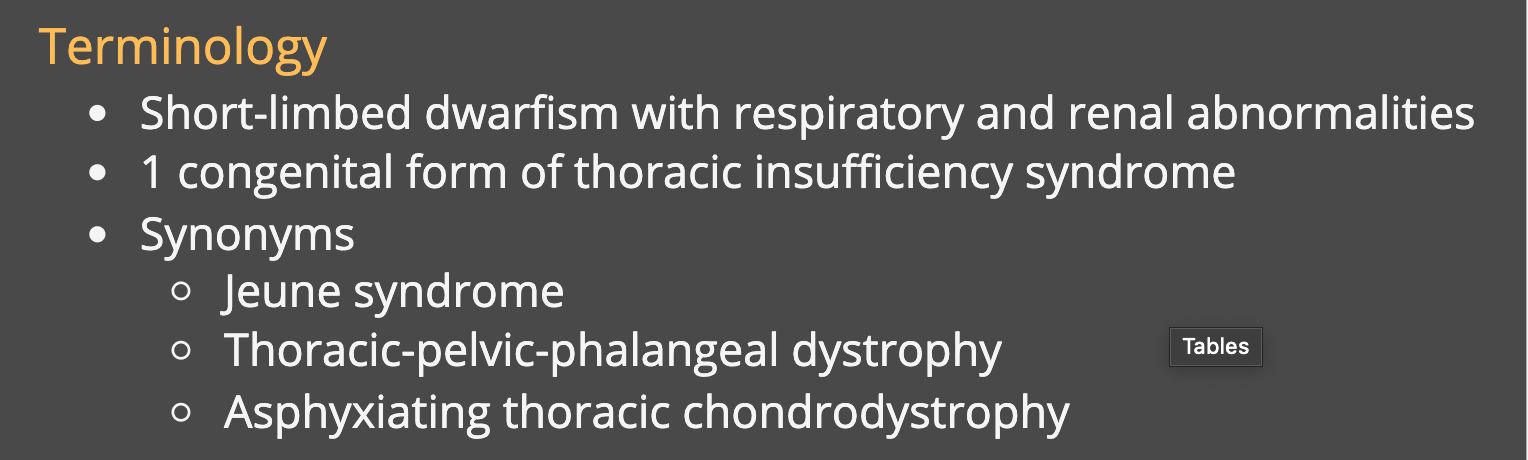 Terminology
• Short-limbed dwarfism with respiratory and renal abnormalities
• 1 congenital form of thoracic insufficiency syndrome
• Synonyms
○ Jeune syndrome
○ Thoracic-pelvic-phalangeal dystrophy
Tables
○ Asphyxiating thoracic chondrodystrophy